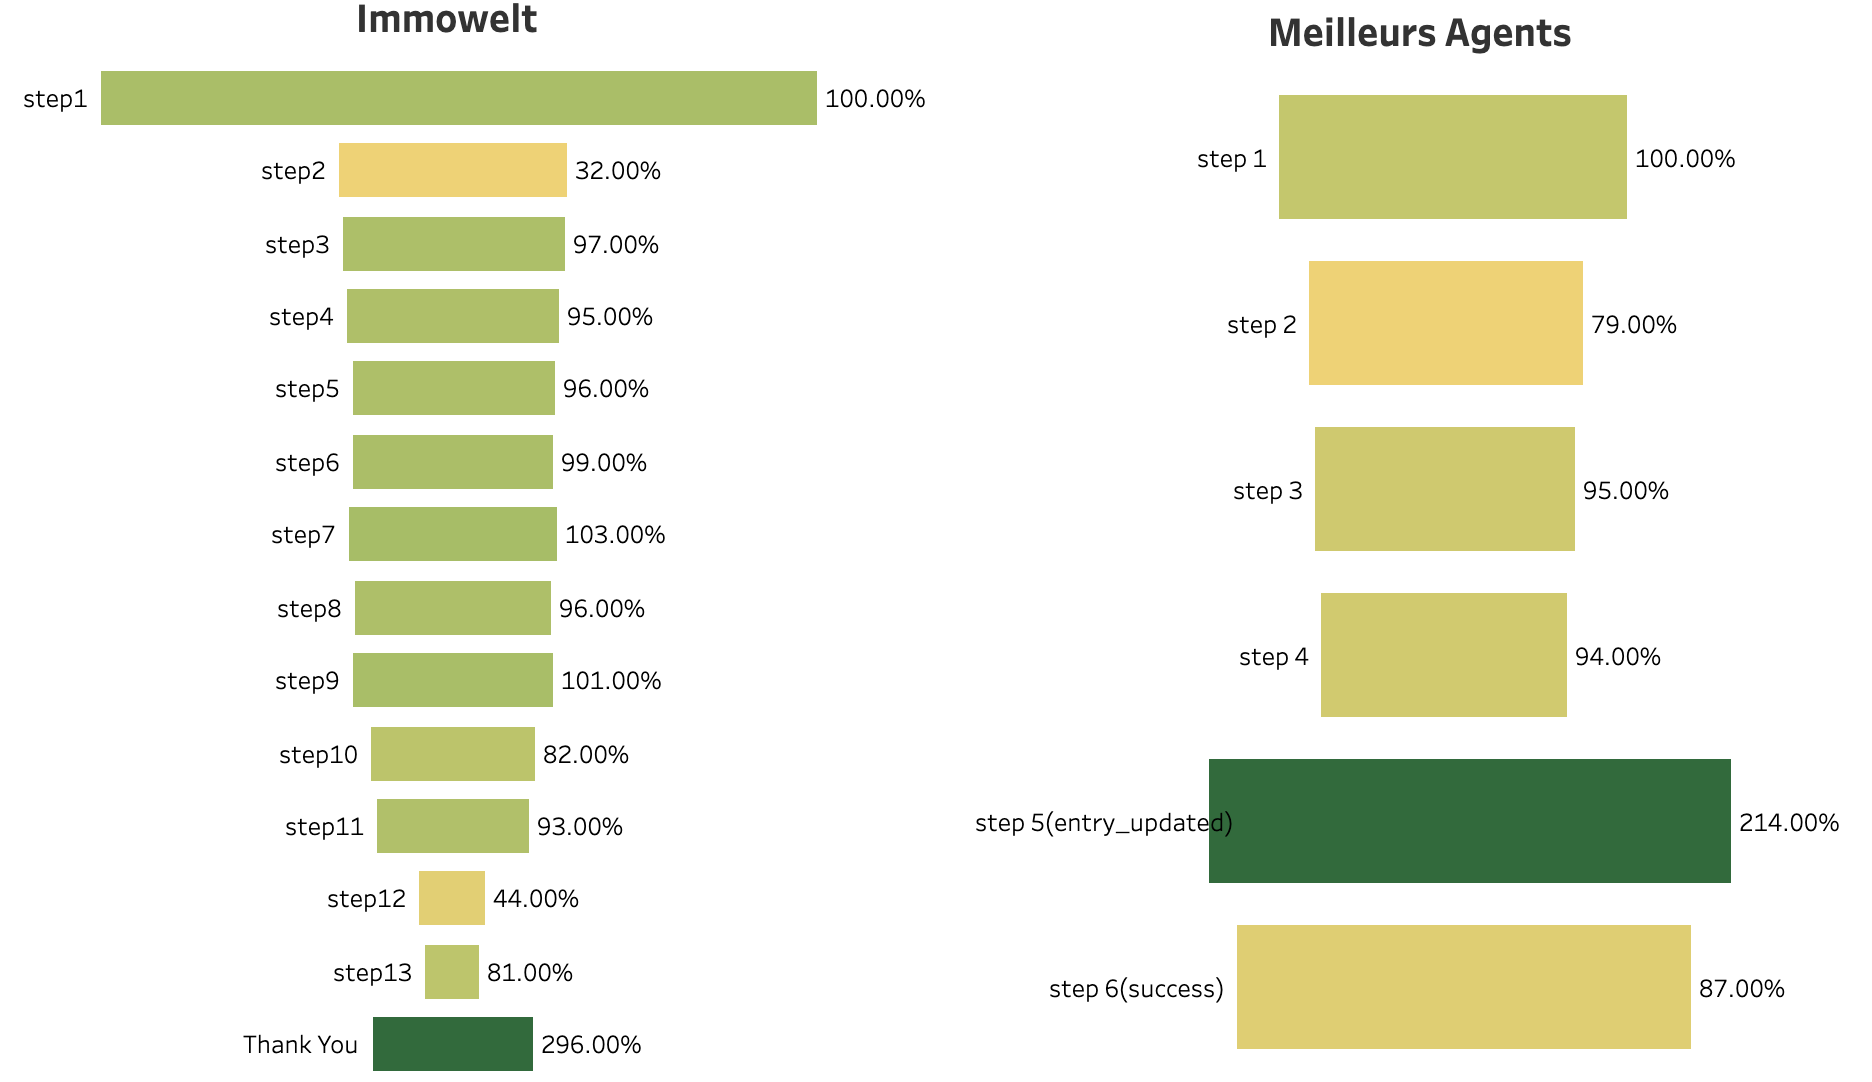 Immowelt
step1 100.00%
step2 32.00%
step3 97.00%
step4 95.00%
step5 96.00%
step6 99.00%
step7 103.00%
step8 96.00%
step9 101.00%
step10 82.00%
step11 93.00%
step12 44.00%
step13 81.00%
Thank You 296.00%
Meilleurs Agents
step 1 100.00%
step 2 79.00%
step 3 95.00%
step 4 94.00%
step 5(entry_updated) 214.00%
step 6(success) 87.00%